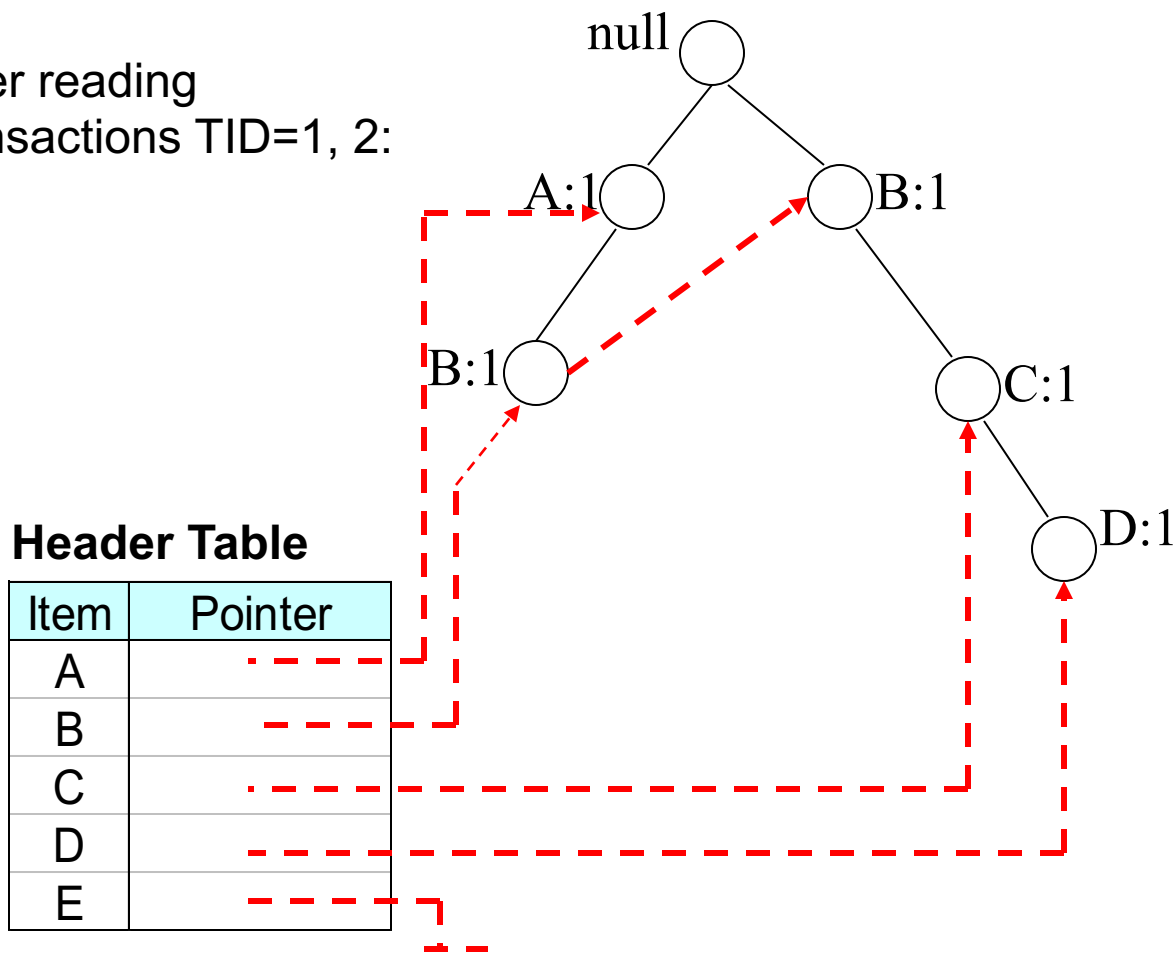 null
er reading
nsactions TID=1, 2:
A:1
B:1
B:1
C:1
D:1
Header Table
Item Pointer
A
B
C
D
E